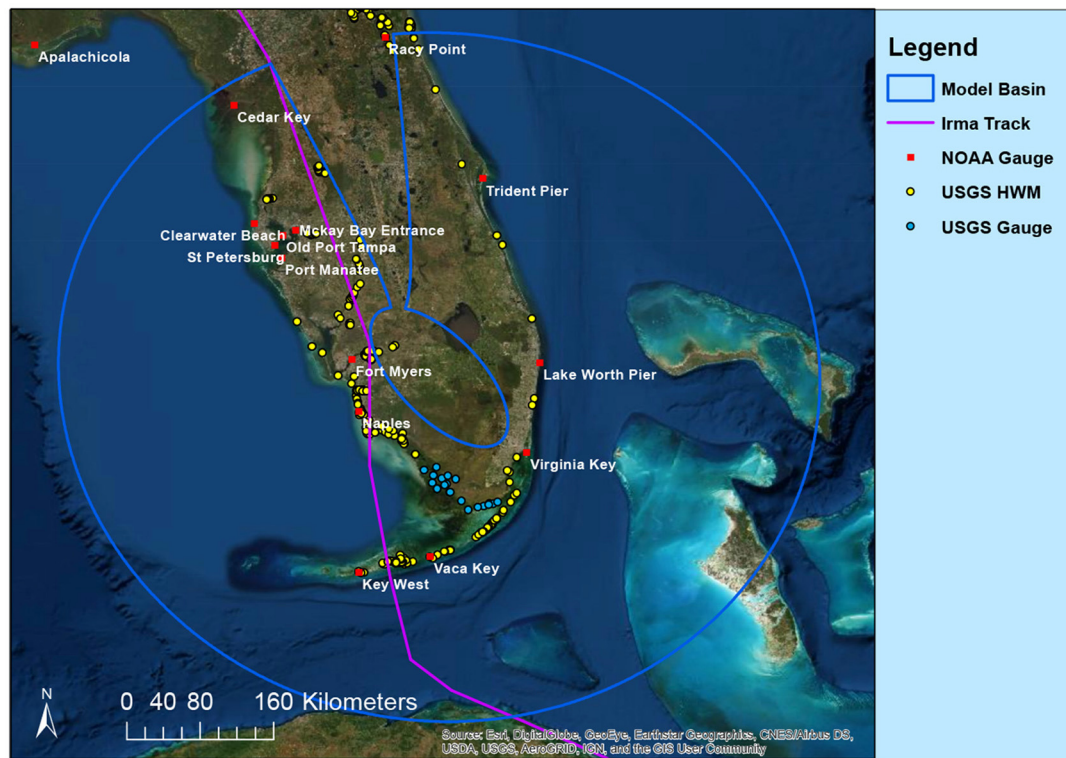 Apalachicola
Racy Point
Cedar Key
Trident Pier
Clearwater Beach
Mckay Bay Entrance
Old Port Tampa
St Petersburg
Port Manatee
Fort Myers
Lake Worth Pier
Naples
Virginia Key
Vaca Key
Key West
N
0 40 80 160 Kilometers
Source: Esri, DigitalGlobe, GeoEye, Earthstar Geographics, CNES/Airbus DS,
USDA, USGS, AeroGRID, IGN, and the GIS User Community
Legend
Model Basin
Irma Track
NOAA Gauge
USGS HWM
USGS Gauge